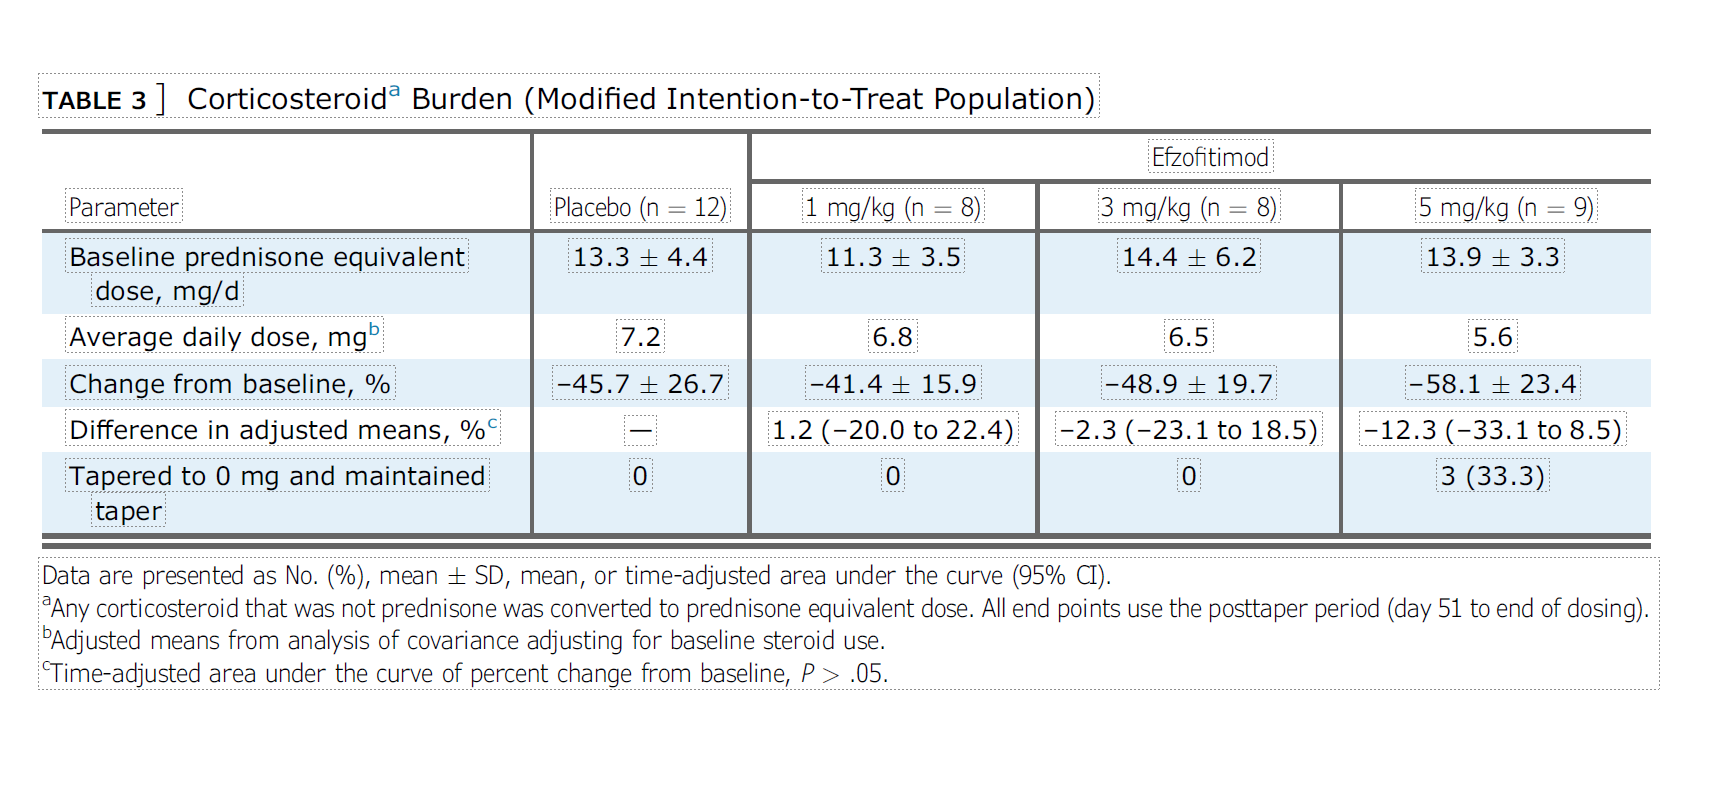 TABLE 3 ] Corticosteroidᵃ Burden (Modified Intention-to-Treat Population)
Efzofitimod
Parameter Placebo (n = 12) 1 mg/kg (n = 8) 3 mg/kg (n = 8) 5 mg/kg (n = 9)
Baseline prednisone equivalent 13.3 ± 4.4 11.3 ± 3.5 14.4 ± 6.2 13.9 ± 3.3
dose, mg/d
Average daily dose, mgᵇ 7.2 6.8 6.5 5.6
Change from baseline, % –45.7 ± 26.7 –41.4 ± 15.9 –48.9 ± 19.7 –58.1 ± 23.4
Difference in adjusted means, %ᶜ — 1.2 (–20.0 to 22.4) –2.3 (–23.1 to 18.5) –12.3 (–33.1 to 8.5)
Tapered to 0 mg and maintained 0 0 0 3 (33.3)
taper
Data are presented as No. (%), mean ± SD, mean, or time-adjusted area under the curve (95% CI).
ᵃAny corticosteroid that was not prednisone was converted to prednisone equivalent dose. All end points use the posttaper period (day 51 to end of dosing).
ᵇAdjusted means from analysis of covariance adjusting for baseline steroid use.
ᶜTime-adjusted area under the curve of percent change from baseline, P > .05.